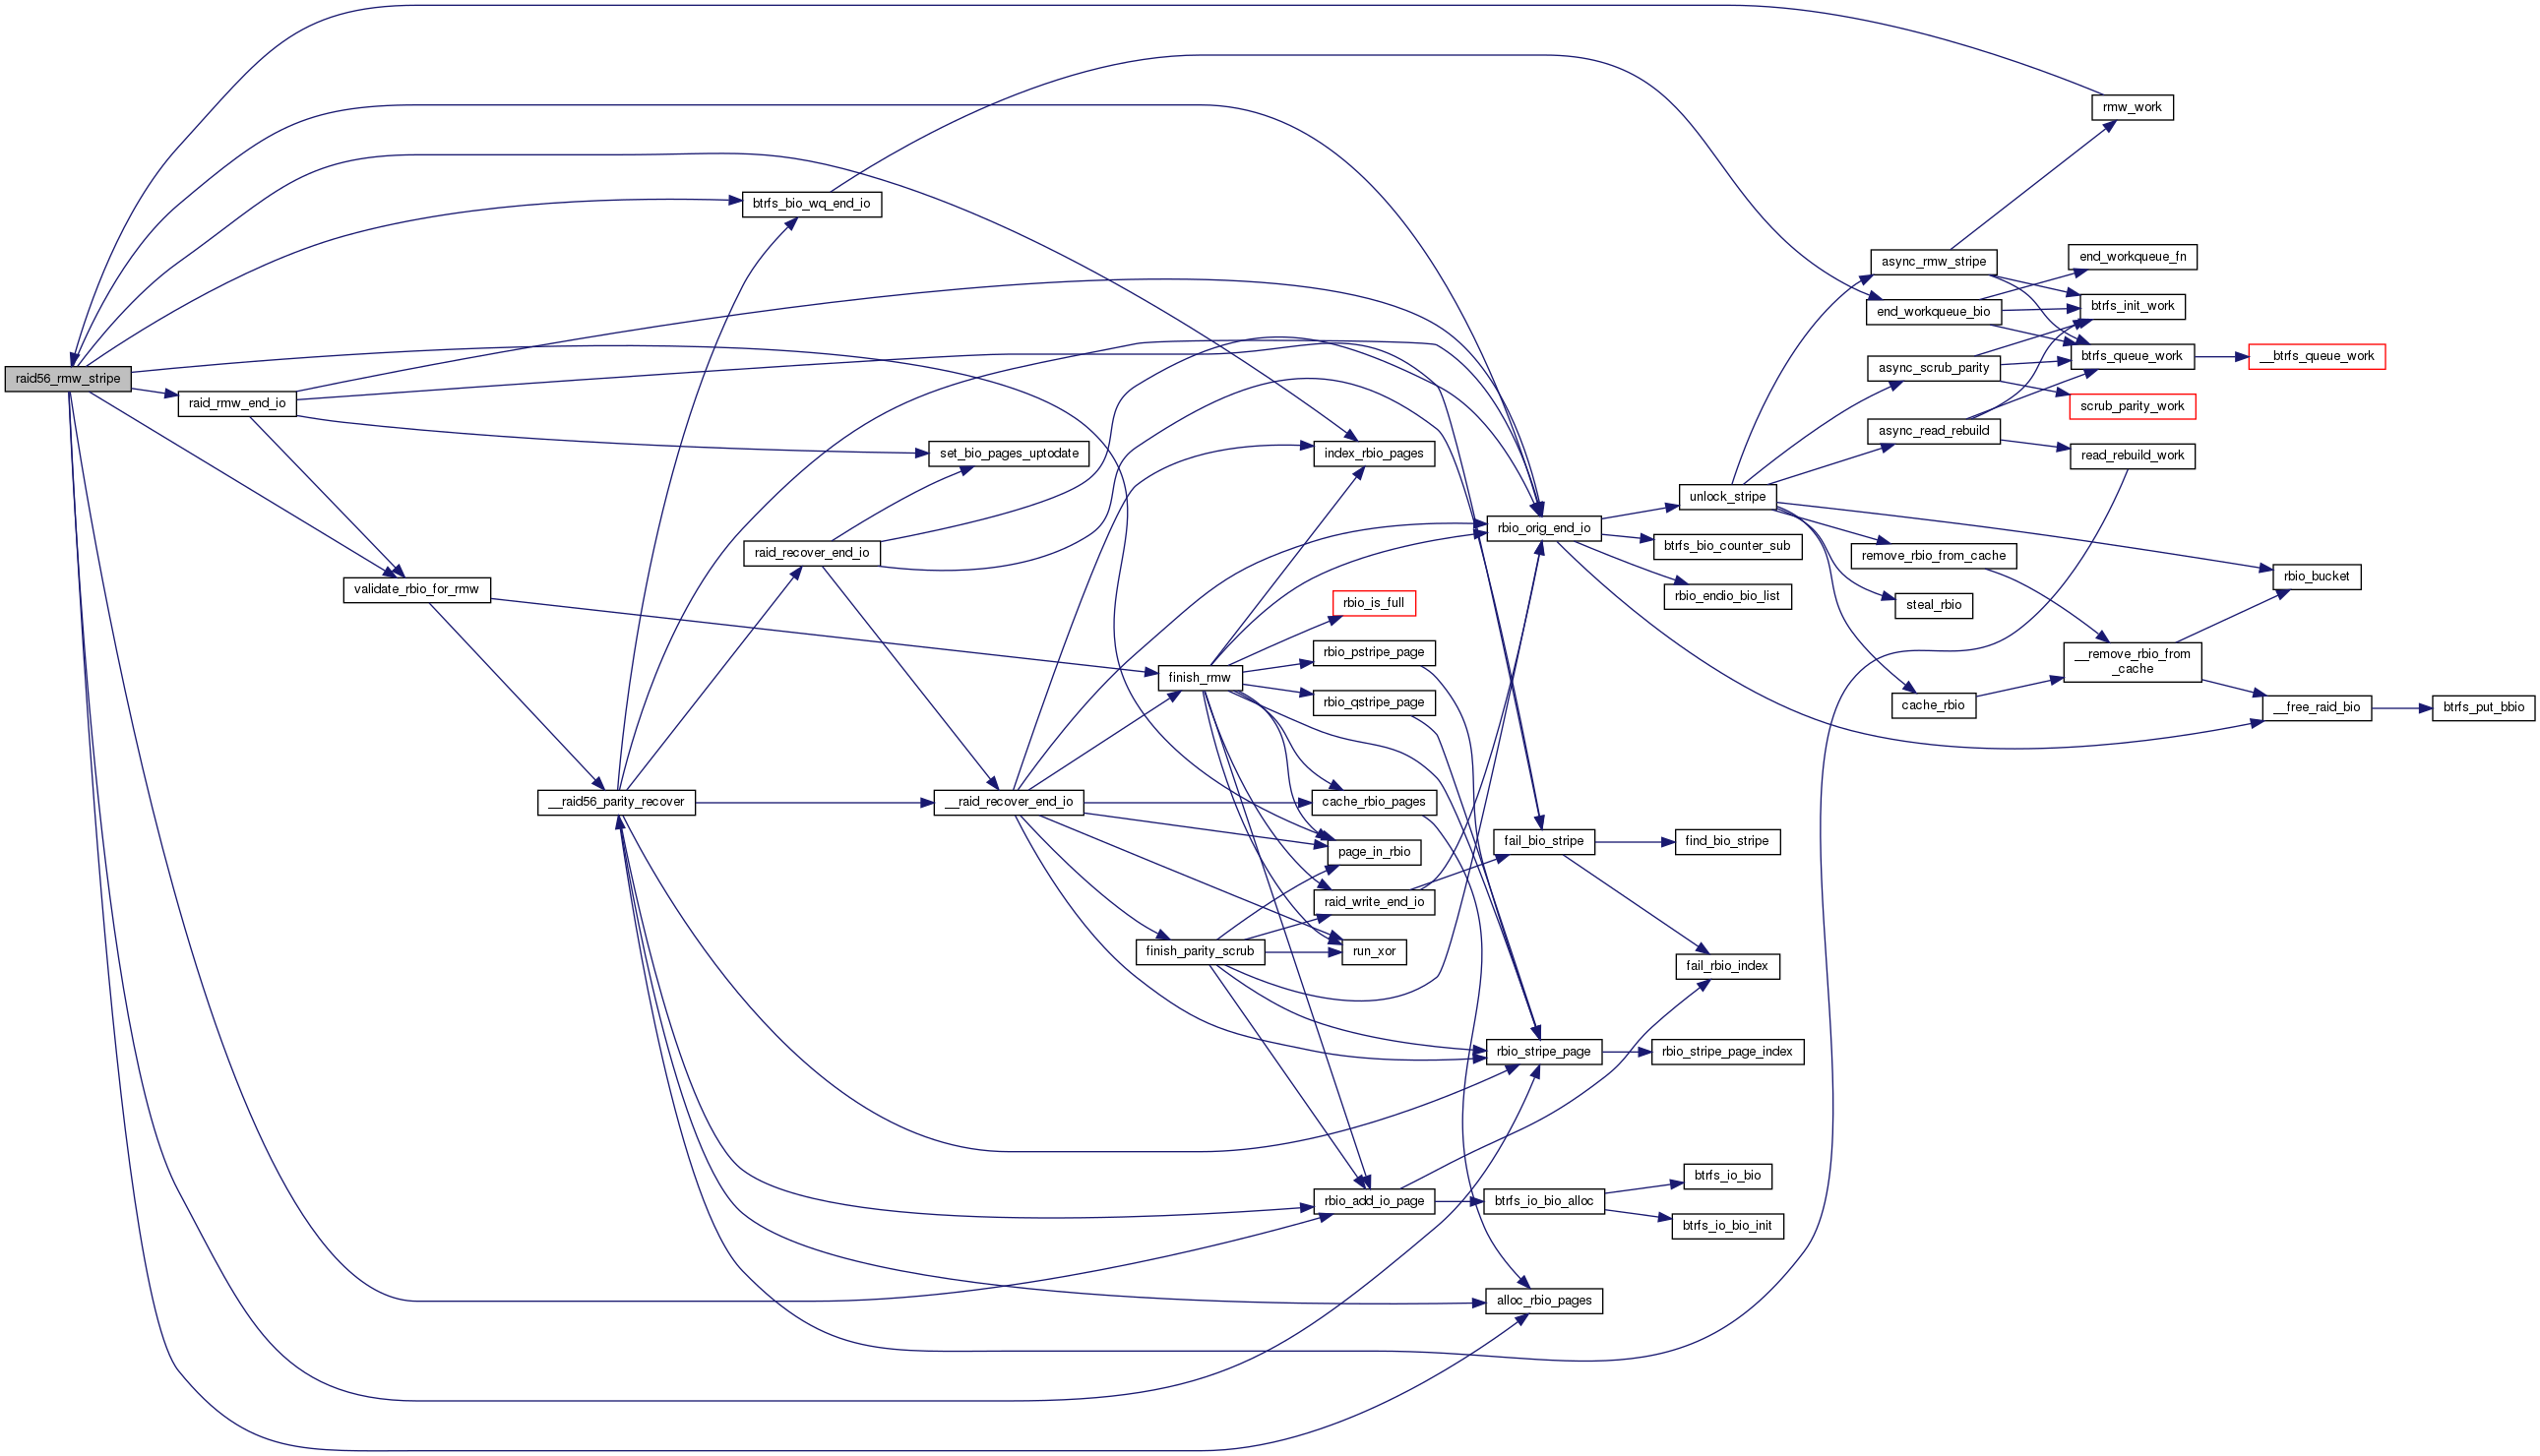 rmw_work
btrfs_bio_wq_end_io
end_workqueue_fn
async_rmw_stripe
btrfs_init_work
end_workqueue_bio
btrfs_queue_work
__btrfs_queue_work
async_scrub_parity
raid56_rmw_stripe
raid_rmw_end_io
scrub_parity_work
async_read_rebuild
set_bio_pages_uptodate
index_rbio_pages
read_rebuild_work
unlock_stripe
rbio_orig_end_io
btrfs_bio_counter_sub
raid_recover_end_io
remove_rbio_from_cache
rbio_bucket
validate_rbio_for_rmw
rbio_endio_bio_list
rbio_is_full
steal_rbio
rbio_pstripe_page
__remove_rbio_from
_cache
finish_rmw
rbio_qstripe_page
cache_rbio
__free_raid_bio
btrfs_put_bbio
__raid56_parity_recover
__raid_recover_end_io
cache_rbio_pages
fail_bio_stripe
find_bio_stripe
page_in_rbio
raid_write_end_io
finish_parity_scrub
run_xor
fail_rbio_index
rbio_stripe_page
rbio_stripe_page_index
btrfs_io_bio
rbio_add_io_page
btrfs_io_bio_alloc
btrfs_io_bio_init
alloc_rbio_pages